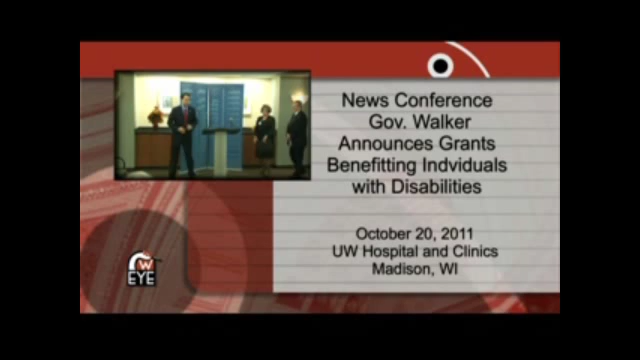 News Conference
Gov. Walker
Announces Grants
Benefitting Indviduals
with Disabilities
October 20, 2011
UW Hospital and Clinics
Madison, WI
W
EYE